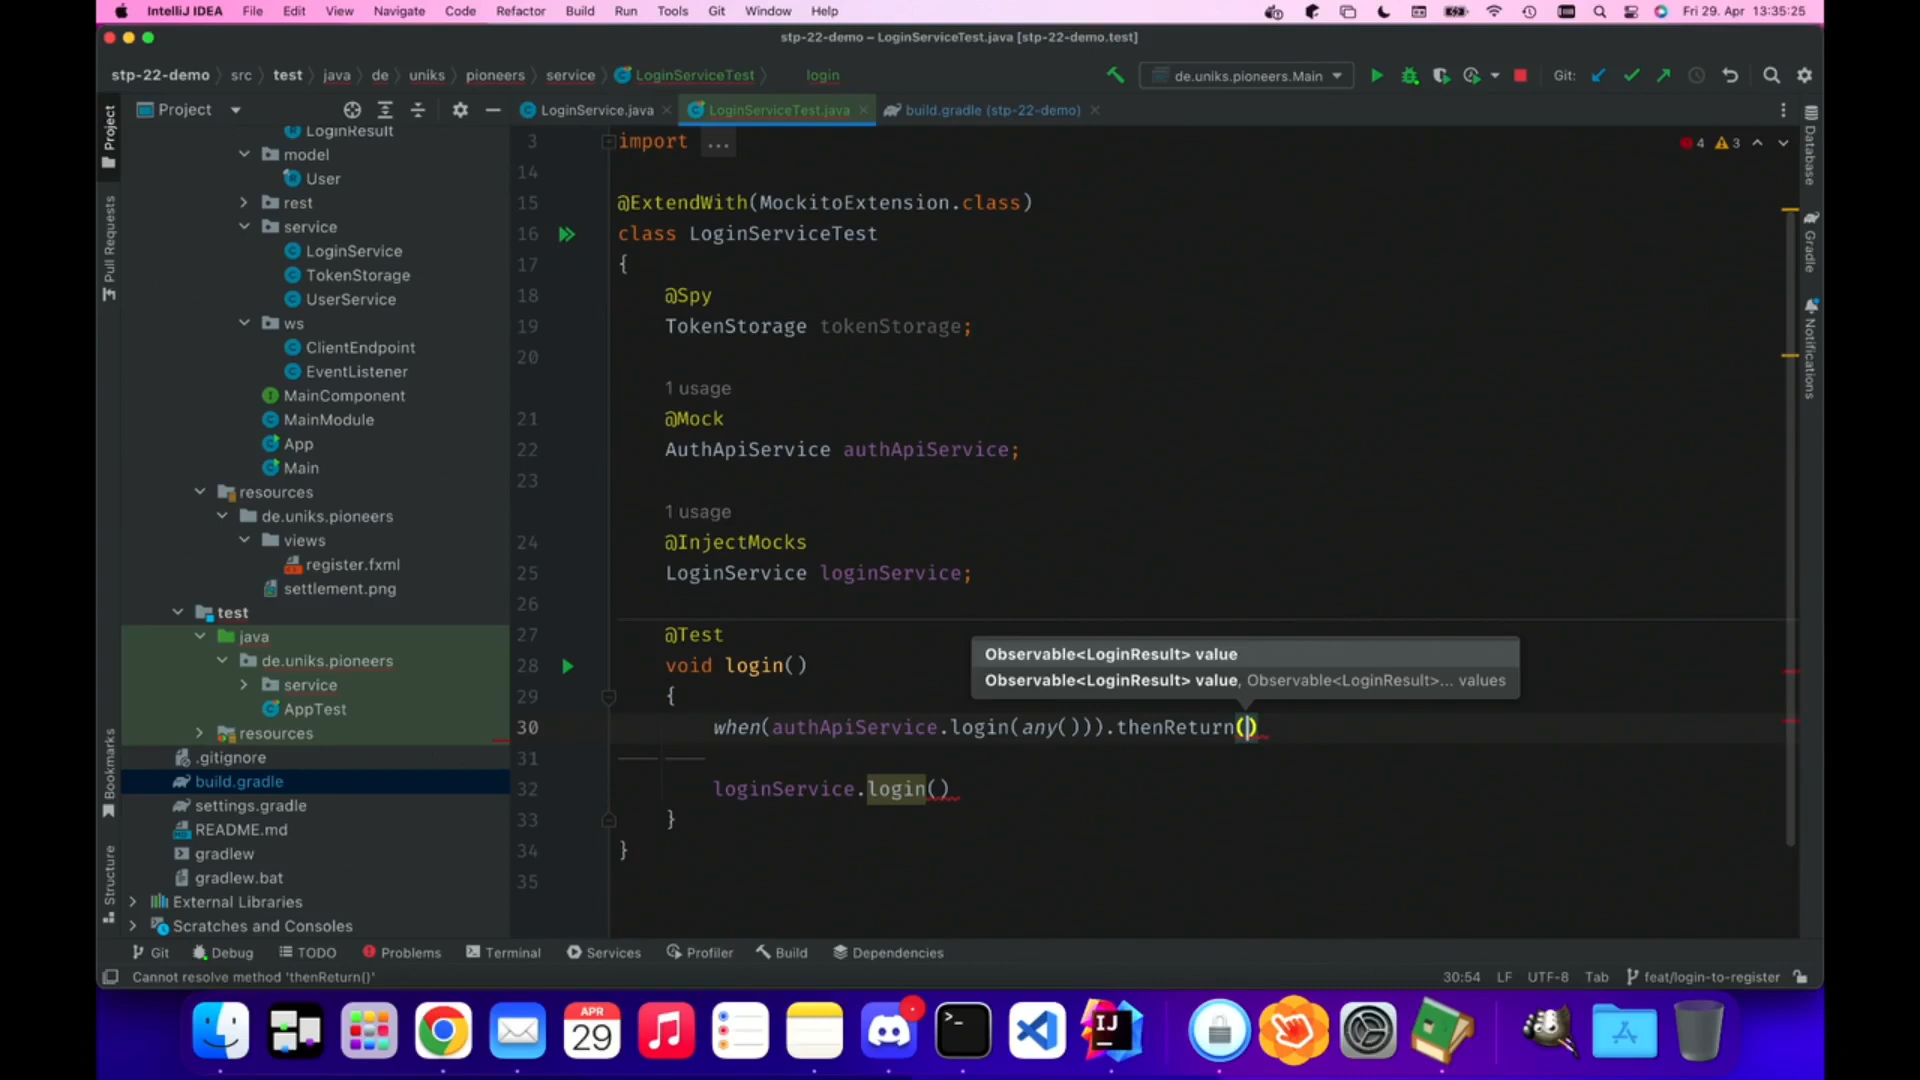 IntelliJ IDEA File Edit View Navigate Code Refactor Build Run Tools Git Window Help Fri 29. Apr 13:35:25
stp-22-demo – LoginServiceTest.java [stp-22-demo.test]
stp-22-demo src test java de uniks pioneers service LoginServiceTest login de.uniks.pioneers.Main Git:
Project LoginService.java LoginServiceTest.java build.gradle (stp-22-demo)
Project
Pull Requests
Bookmarks
Structure
LoginResult
model
User
rest
service
LoginService
TokenStorage
UserService
ws
ClientEndpoint
EventListener
MainComponent
MainModule
App
Main
resources
de.uniks.pioneers
views
register.fxml
settlement.png
test
java
de.uniks.pioneers
service
AppTest
resources
.gitignore
build.gradle
settings.gradle
README.md
gradlew
gradlew.bat
External Libraries
Scratches and Consoles
3 import ...
4 3
14
15 @ExtendWith(MockitoExtension.class)
16 class LoginServiceTest
17 {
18 @Spy
19 TokenStorage tokenStorage;
20
1 usage
21 @Mock
22 AuthApiService authApiService;
23
1 usage
24 @InjectMocks
25 LoginService loginService;
26
27 @Test
28 void login()
Observable<LoginResult> value
Observable<LoginResult> value, Observable<LoginResult>... values
29 {
30 when(authApiService.login(any())).thenReturn()
31
32 loginService.login()
33 }
34 }
35
Database
Gradle
Notifications
Git Debug TODO Problems Terminal Services Profiler Build Dependencies
Cannot resolve method 'thenReturn()' 30:54 LF UTF-8 Tab feat/login-to-register
APR
29
>_
IJ